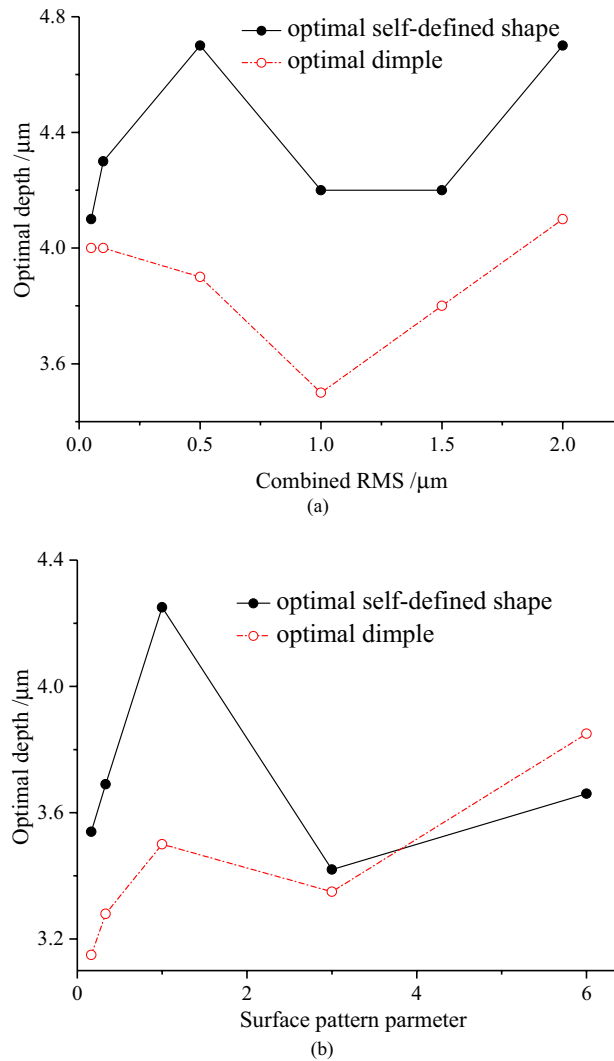 4.8
optimal self-defined shape
optimal dimple
4.4
4.0
3.6
Optimal depth /μm
0.0
0.5
1.0
1.5
2.0
Combined RMS /μm
(a)
4.4
optimal self-defined shape
optimal dimple
4.0
3.6
3.2
Optimal depth /μm
0
2
4
6
Surface pattern parmeter
(b)